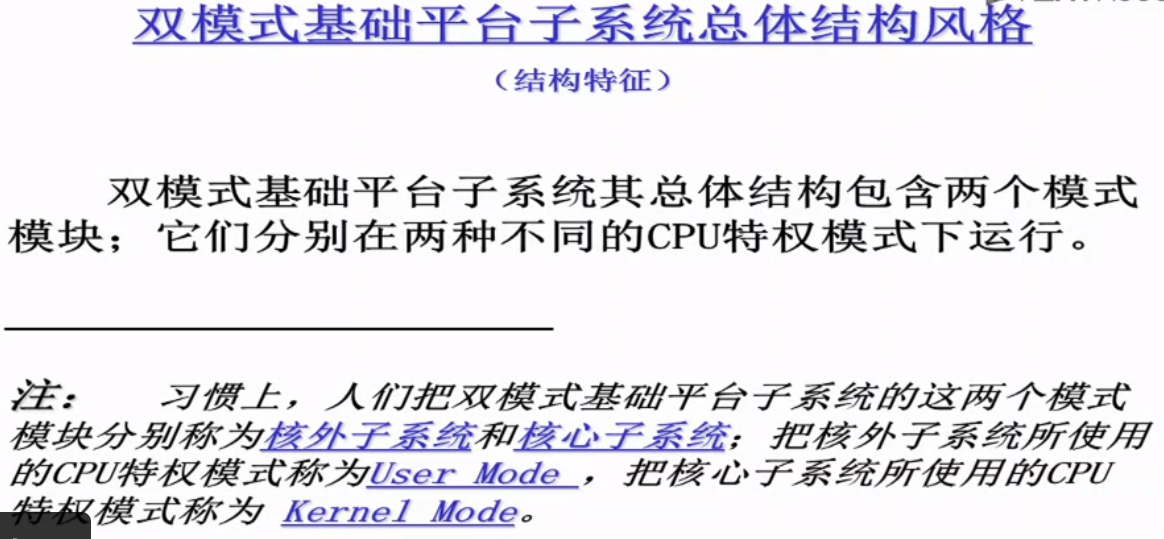 双模式基础平台子系统总体结构风格
（结构特征）
双模式基础平台子系统其总体结构包含两个模式
模块；它们分别在两种不同的CPU特权模式下运行。
注：　习惯上，人们把双模式基础平台子系统的这两个模式
模块分别称为核外子系统和核心子系统；把核外子系统所使用
的CPU特权模式称为User Mode ，把核心子系统所使用的CPU
特权模式称为 Kernel Mode。